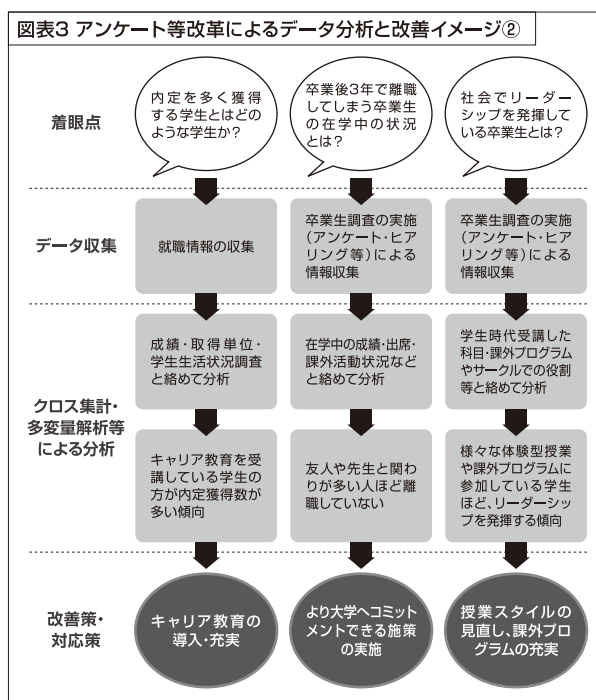 図表3 アンケート等改革によるデータ分析と改善イメージ②
着眼点
内定を多く獲得
する学生とはどの
ような学生か?
卒業後3年で離職
してしまう卒業生
の在学中の状況
とは?
社会でリーダー
シップを発揮して
いる卒業生とは?
データ収集
就職情報の収集
卒業生調査の実施
(アンケート・ヒア
リング等)による
情報収集
卒業生調査の実施
(アンケート・ヒア
リング等)による
情報収集
クロス集計・
多変量解析等
による分析
成績・取得単位・
学生生活状況調査
と絡めて分析
在学中の成績・出席・
課外活動状況など
と絡めて分析
学生時代受講した
科目・課外プログラム
やサークルでの役割
等と絡めて分析
キャリア教育を受
講している学生の
方が内定獲得数が
多い傾向
友人や先生と関わ
りが多い人ほど離
職していない
様々な体験型授業
や課外プログラムに
参加している学生
ほど、リーダーシッ
プを発揮する傾向
改善策・
対応策
キャリア教育の
導入・充実
より大学へコミット
メントできる施策
の実施
授業スタイルの
見直し、課外プロ
グラムの充実